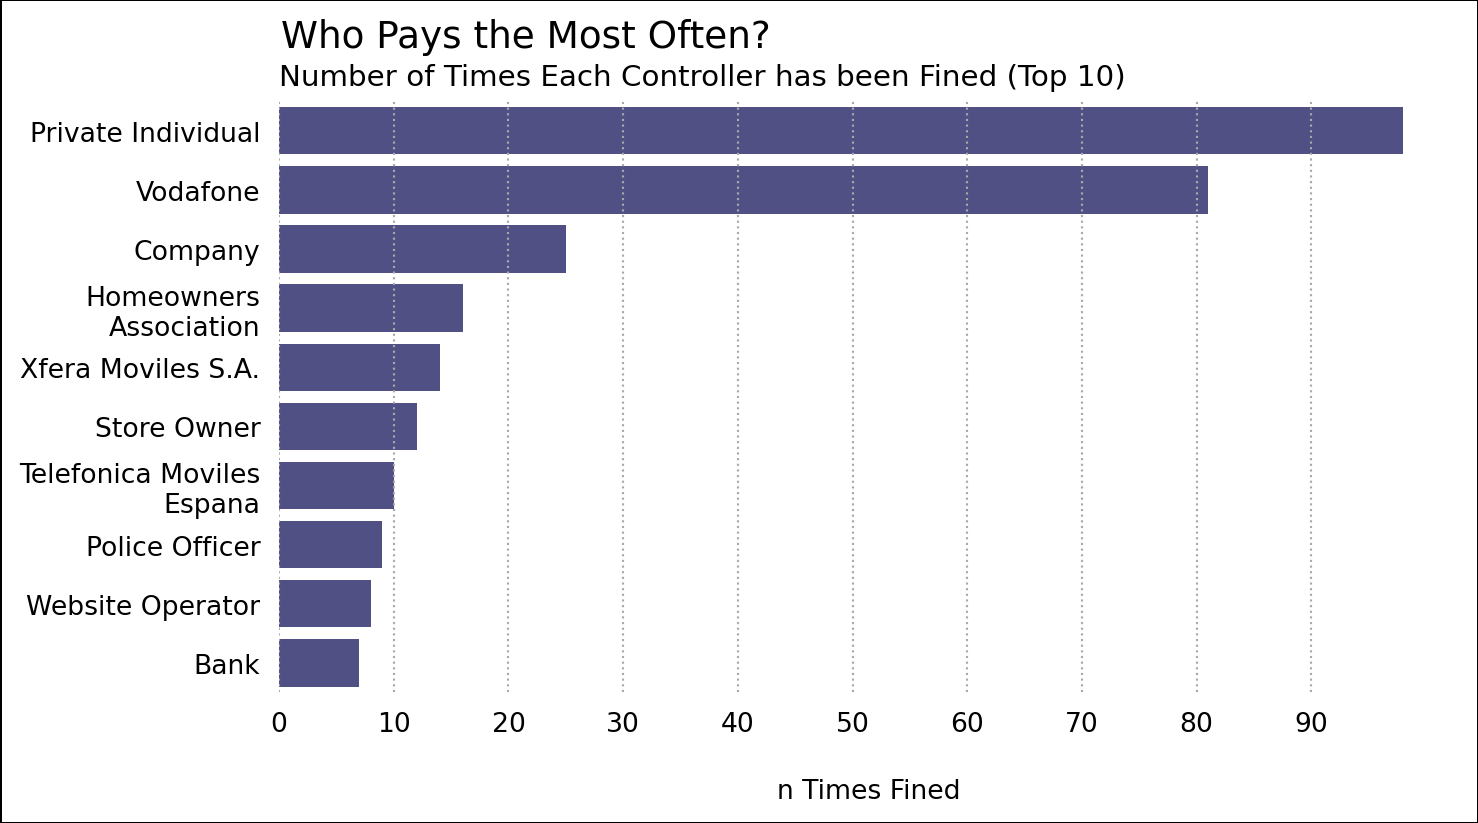 Who Pays the Most Often?
Number of Times Each Controller has been Fined (Top 10)
Private Individual
Vodafone
Company
Homeowners
Association
Xfera Moviles S.A.
Store Owner
Telefonica Moviles
Espana
Police Officer
Website Operator
Bank
0 10 20 30 40 50 60 70 80 90
n Times Fined